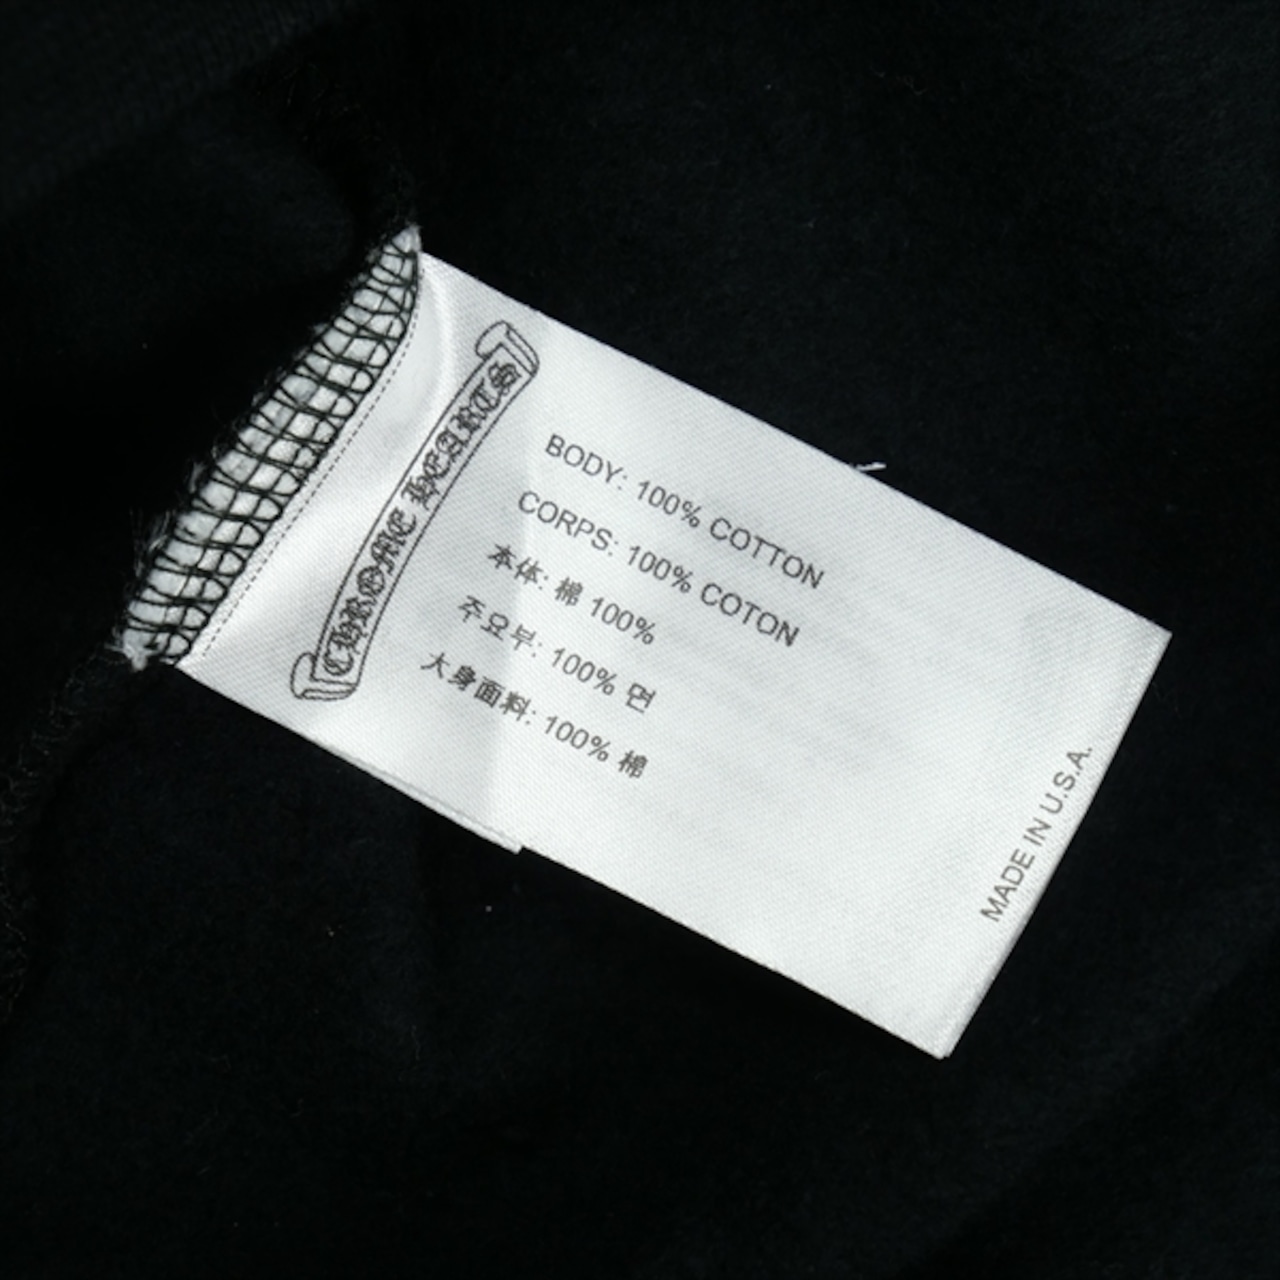 CHROME HEARTS
BODY: 100% COTTON
CORPS: 100% COTON
本体: 棉 100%
주요부: 100% 면
大身面料: 100% 棉
MADE IN U.S.A.